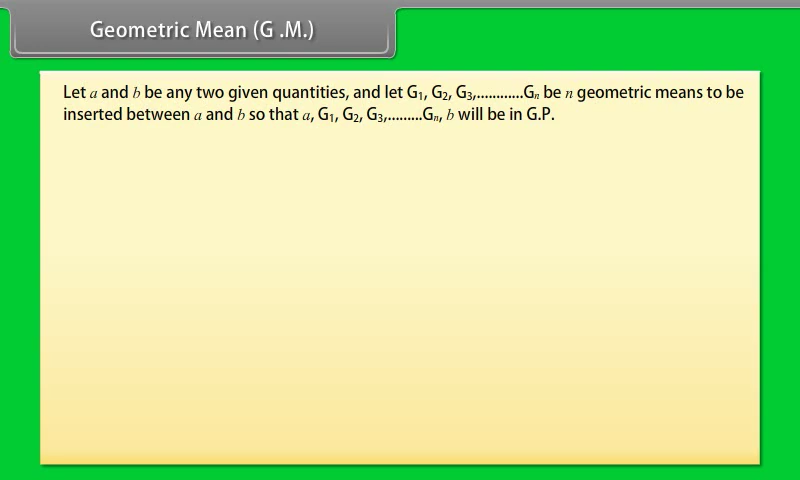 Geometric Mean (G .M.)
Let a and b be any two given quantities, and let G₁, G₂, G₃,............Gₙ be n geometric means to be
inserted between a and b so that a, G₁, G₂, G₃,.........Gₙ, b will be in G.P.